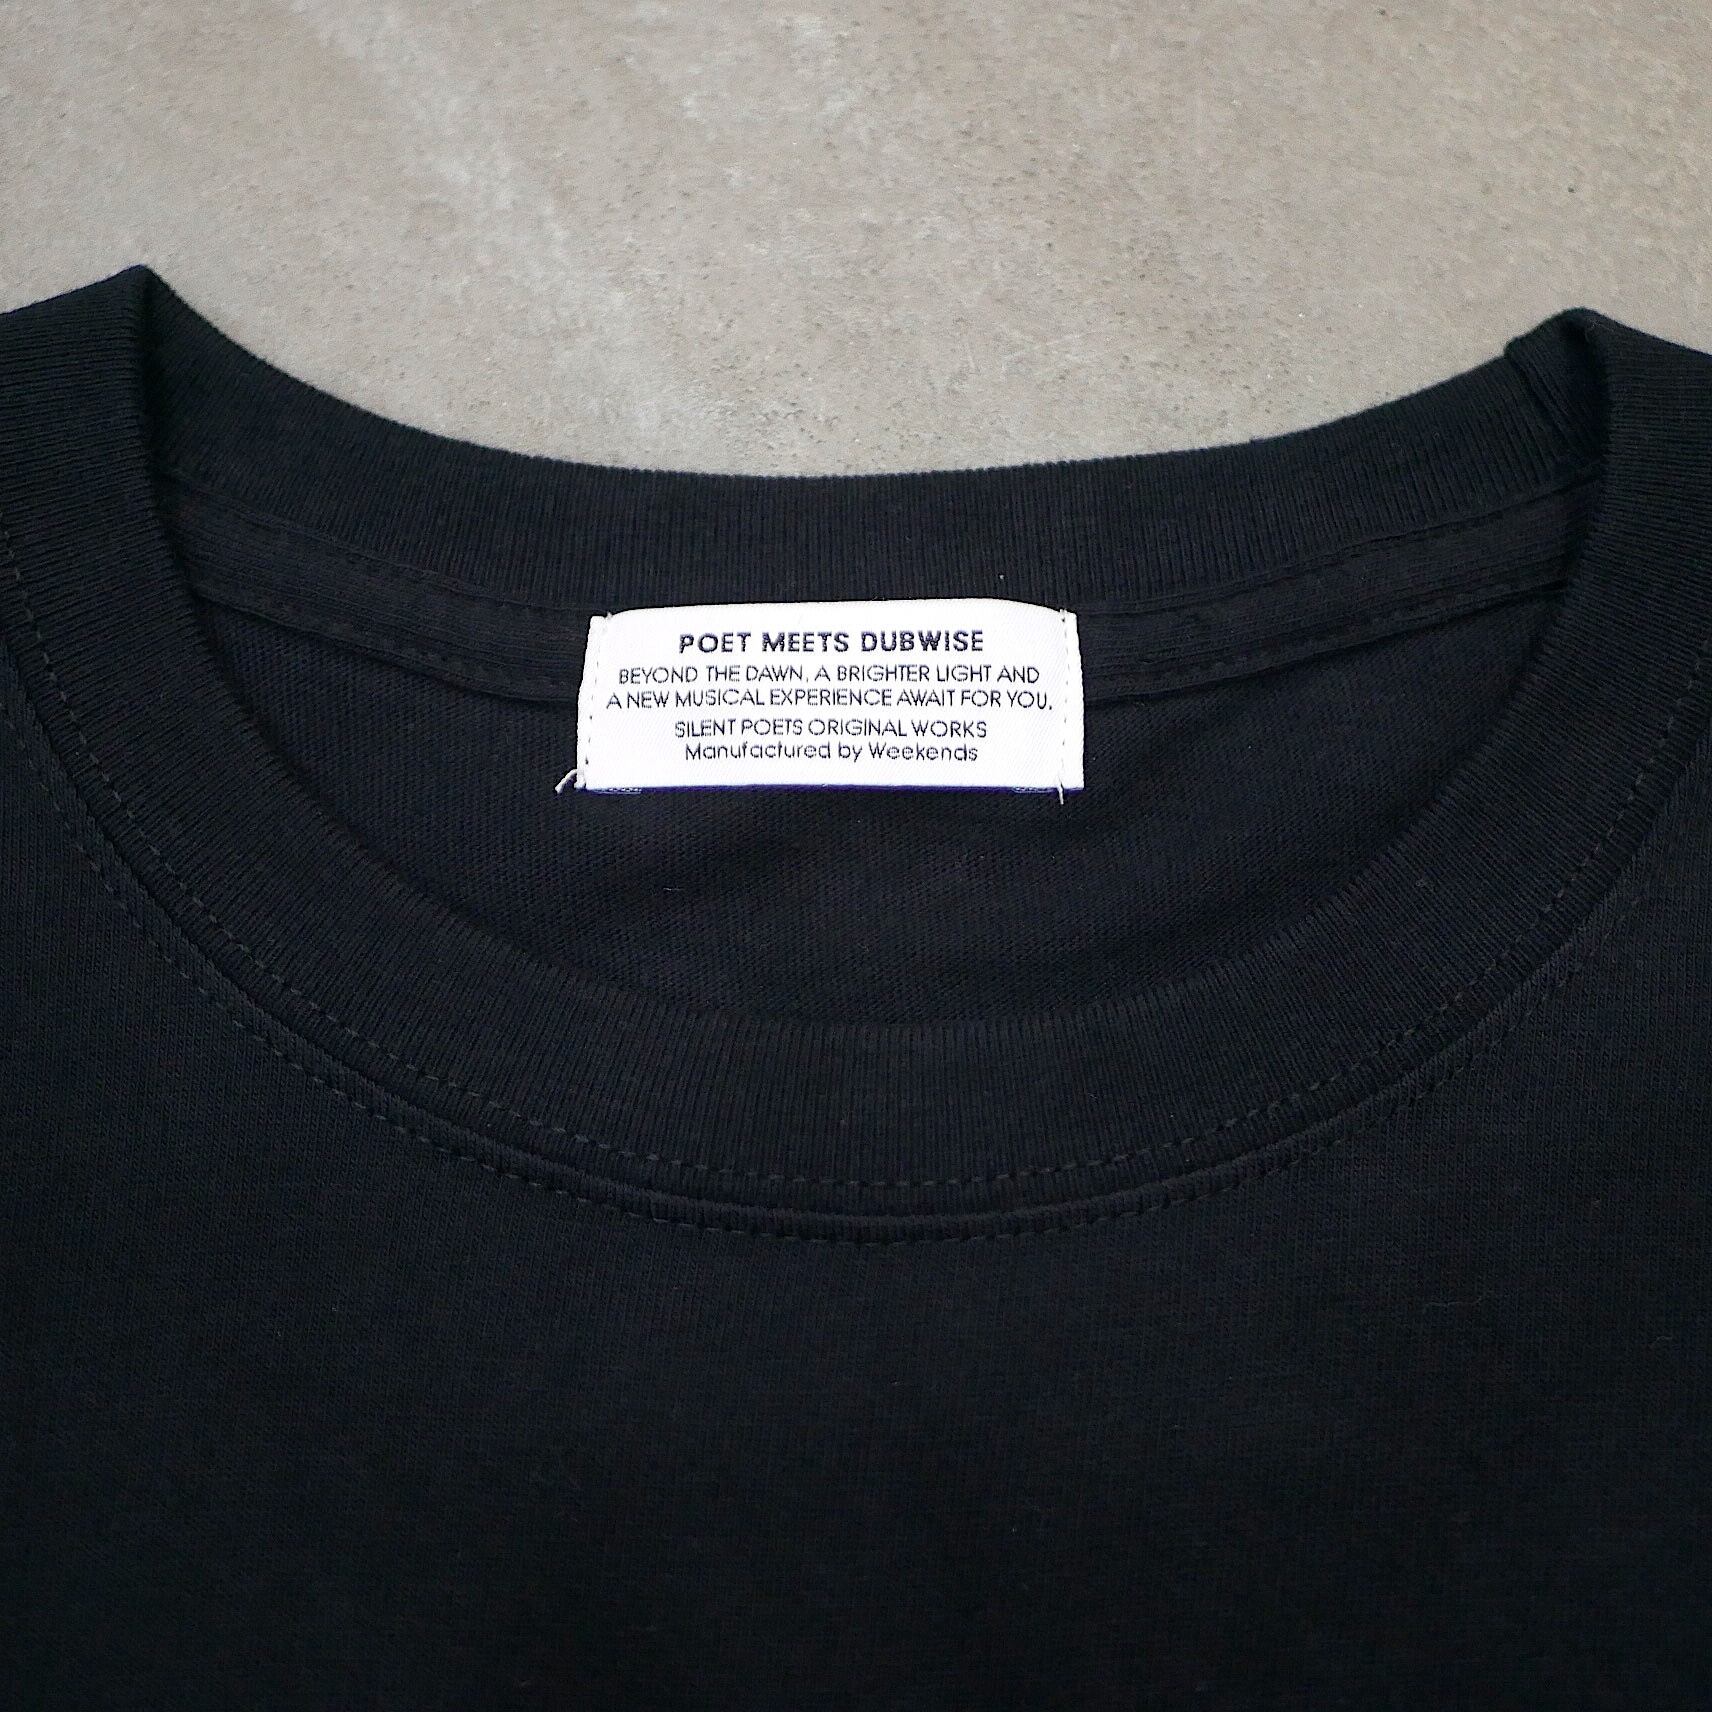 POET MEETS DUBWISE
BEYOND THE DAWN, A BRIGHTER LIGHT AND
A NEW MUSICAL EXPERIENCE AWAIT FOR YOU.
SILENT POETS ORIGINAL WORKS
Manufactured by Weekends